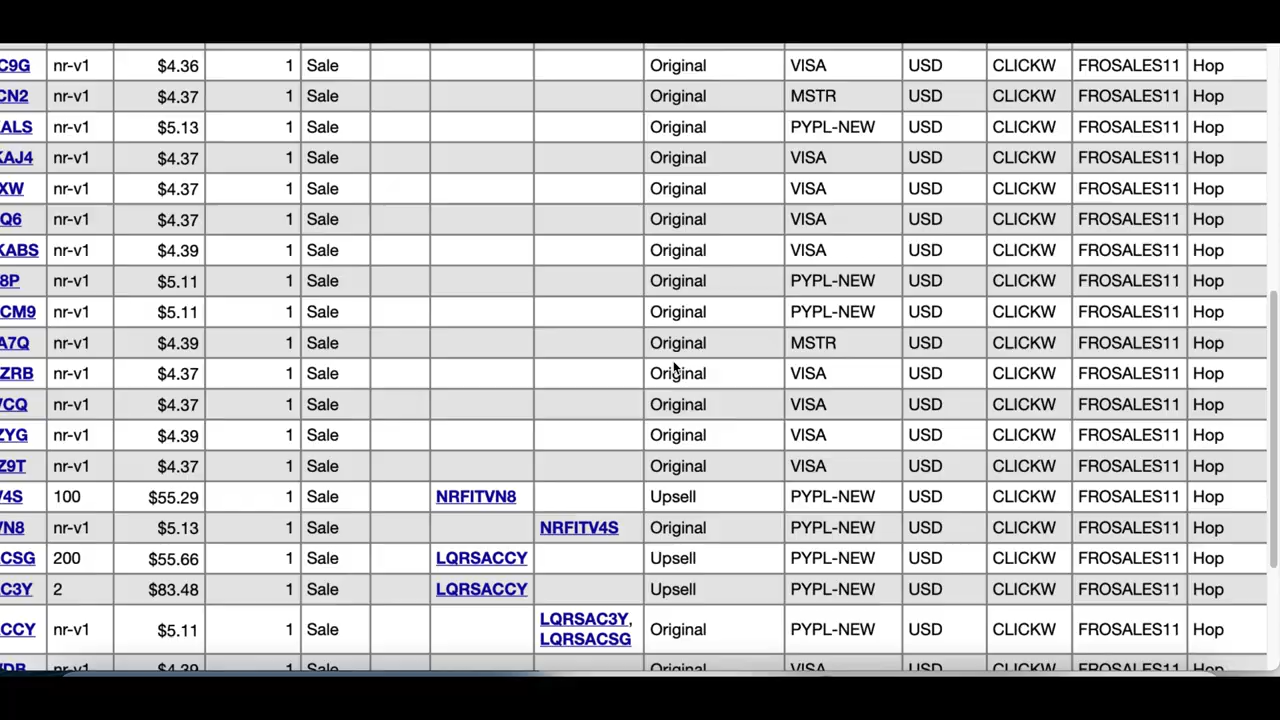 C9G nr-v1 $4.36 1 Sale Original VISA USD CLICKW FROSALES11 Hop
CN2 nr-v1 $4.37 1 Sale Original MSTR USD CLICKW FROSALES11 Hop
ALS nr-v1 $5.13 1 Sale Original PYPL-NEW USD CLICKW FROSALES11 Hop
KAJ4 nr-v1 $4.37 1 Sale Original VISA USD CLICKW FROSALES11 Hop
XW nr-v1 $4.37 1 Sale Original VISA USD CLICKW FROSALES11 Hop
Q6 nr-v1 $4.37 1 Sale Original VISA USD CLICKW FROSALES11 Hop
KABS nr-v1 $4.39 1 Sale Original VISA USD CLICKW FROSALES11 Hop
8P nr-v1 $5.11 1 Sale Original PYPL-NEW USD CLICKW FROSALES11 Hop
CM9 nr-v1 $5.11 1 Sale Original PYPL-NEW USD CLICKW FROSALES11 Hop
A7Q nr-v1 $4.39 1 Sale Original MSTR USD CLICKW FROSALES11 Hop
ZRB nr-v1 $4.37 1 Sale Original VISA USD CLICKW FROSALES11 Hop
VCQ nr-v1 $4.37 1 Sale Original VISA USD CLICKW FROSALES11 Hop
ZYG nr-v1 $4.39 1 Sale Original VISA USD CLICKW FROSALES11 Hop
Z9T nr-v1 $4.37 1 Sale Original VISA USD CLICKW FROSALES11 Hop
V4S 100 $55.29 1 Sale NRFITVN8 Upsell PYPL-NEW USD CLICKW FROSALES11 Hop
VN8 nr-v1 $5.13 1 Sale NRFITV4S Original PYPL-NEW USD CLICKW FROSALES11 Hop
CSG 200 $55.66 1 Sale LQRSACCY Upsell PYPL-NEW USD CLICKW FROSALES11 Hop
C3Y 2 $83.48 1 Sale LQRSACCY Upsell PYPL-NEW USD CLICKW FROSALES11 Hop
CCY nr-v1 $5.11 1 Sale LQRSAC3Y, Original PYPL-NEW USD CLICKW FROSALES11 Hop
LQRSACSG
nr-v1 $4.39 1 Sale Original VISA USD CLICKW FROSALES11 Hop